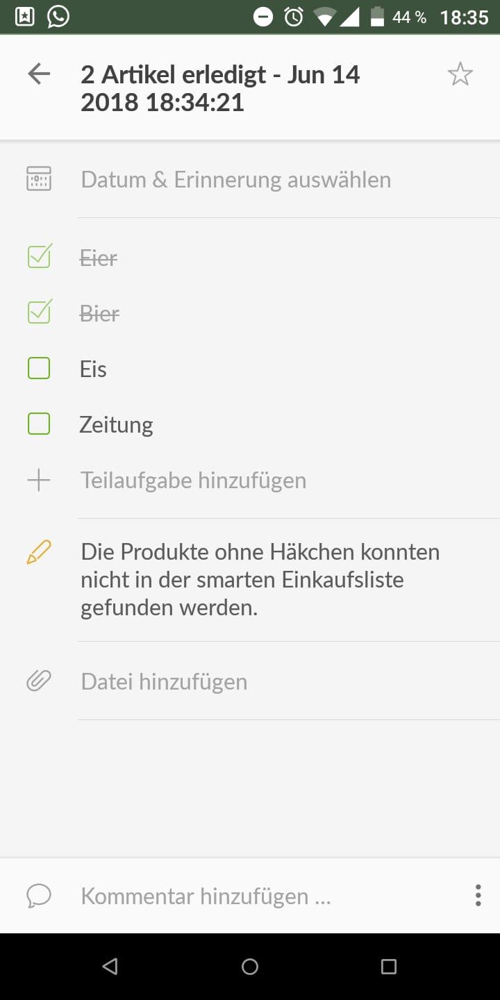 44 % 18:35
2 Artikel erledigt - Jun 14
2018 18:34:21
Datum & Erinnerung auswählen
Eier
Bier
Eis
Zeitung
Teilaufgabe hinzufügen
Die Produkte ohne Häkchen konnten
nicht in der smarten Einkaufsliste
gefunden werden.
Datei hinzufügen
Kommentar hinzufügen ...